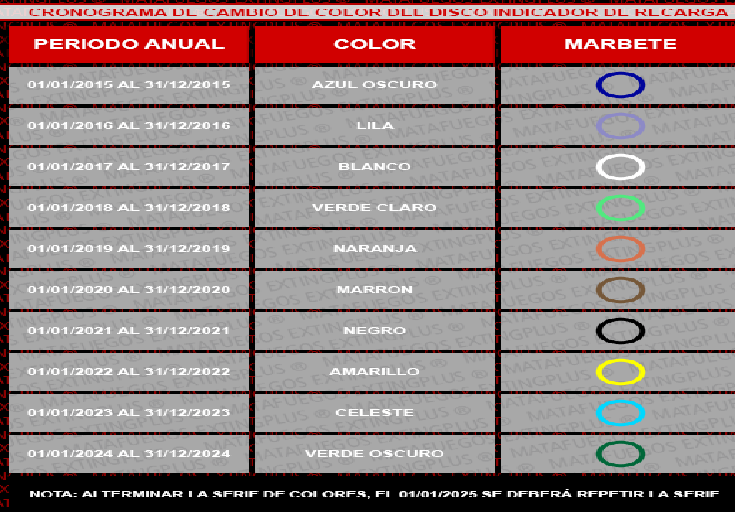 CRONOGRAMA DE CAMBIO DE COLOR DEL DISCO INDICADOR DE RECARGA
PERIODO ANUAL COLOR MARBETE
01/01/2015 AL 31/12/2015 AZUL OSCURO
01/01/2016 AL 31/12/2016 LILA
01/01/2017 AL 31/12/2017 BLANCO
01/01/2018 AL 31/12/2018 VERDE CLARO
01/01/2019 AL 31/12/2019 NARANJA
01/01/2020 AL 31/12/2020 MARRON
01/01/2021 AL 31/12/2021 NEGRO
01/01/2022 AL 31/12/2022 AMARILLO
01/01/2023 AL 31/12/2023 CELESTE
01/01/2024 AL 31/12/2024 VERDE OSCURO
NOTA: AL TERMINAR LA SERIE DE COLORES, EL 01/01/2025 SE DEBERÁ REPETIR LA SERIE